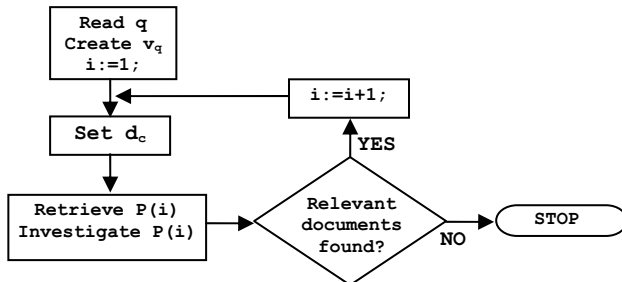 Read q
Create v_q
i:=1;
i:=i+1;
Set d_c
YES
Retrieve P(i)
Investigate P(i)
Relevant
documents
found?
NO
STOP